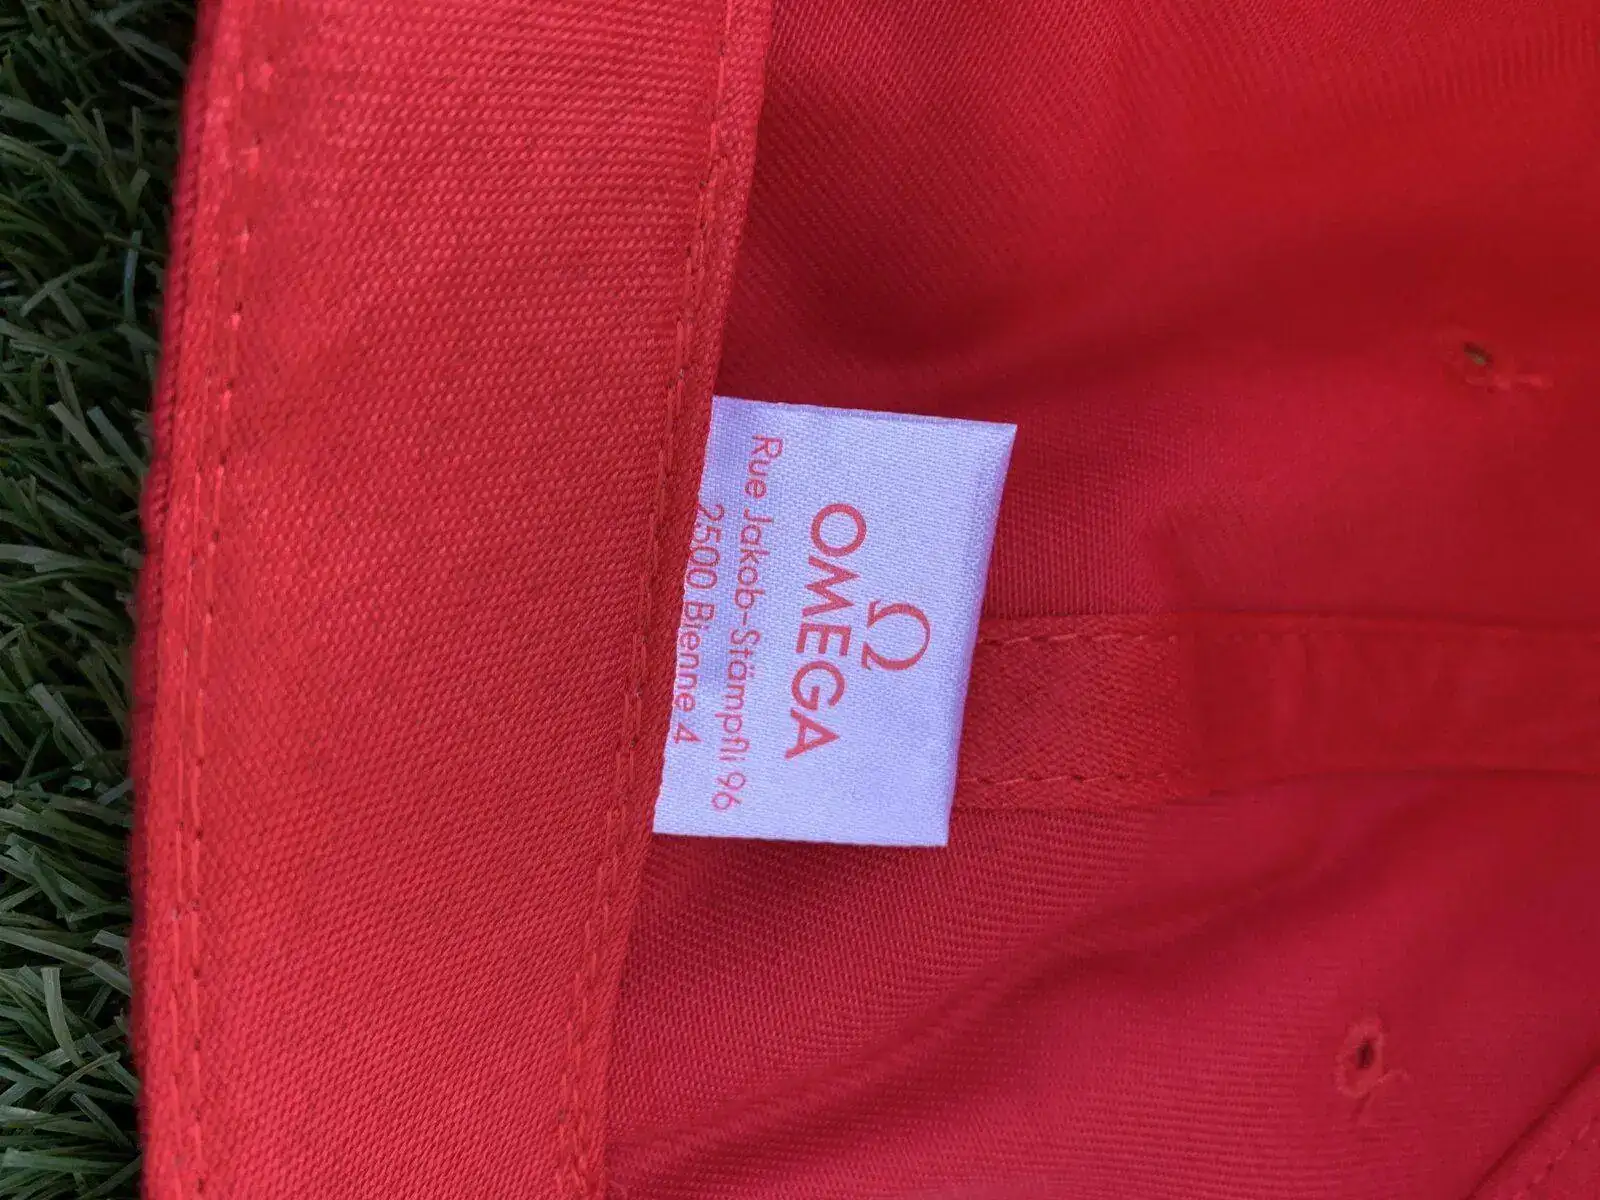 Ω
OMEGA
Rue Jakob-Stämpfli 96
2500 Bienne 4